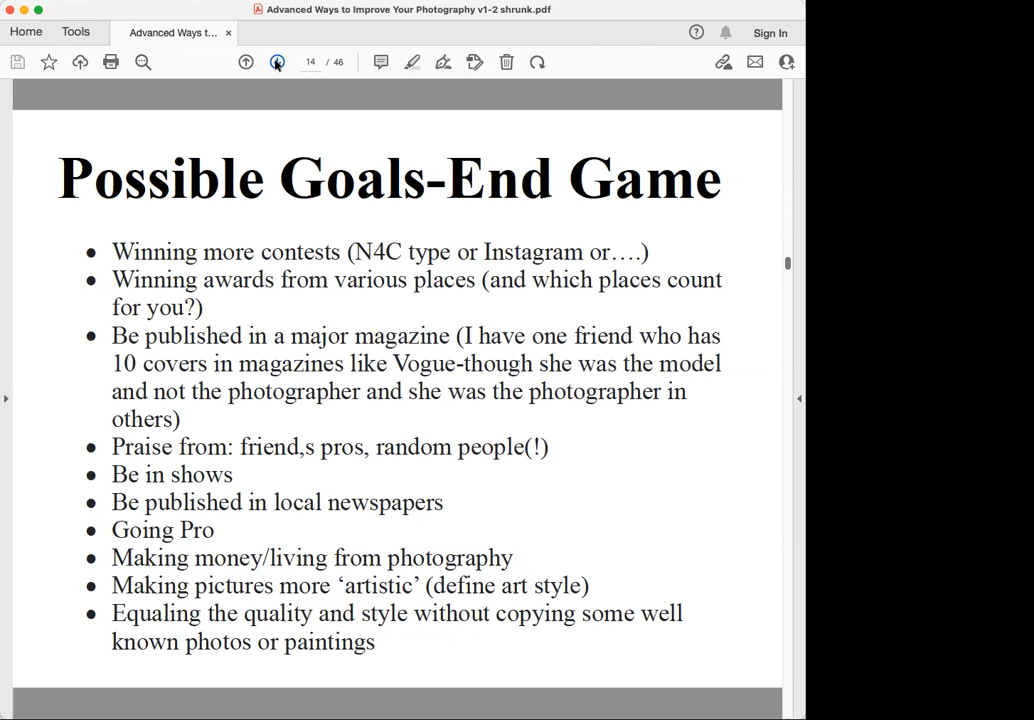 Advanced Ways to Improve Your Photography v1-2 shrunk.pdf
Home Tools Advanced Ways t... × ? Sign In
14 / 46
Possible Goals-End Game
• Winning more contests (N4C type or Instagram or….)
• Winning awards from various places (and which places count
for you?)
• Be published in a major magazine (I have one friend who has
10 covers in magazines like Vogue-though she was the model
and not the photographer and she was the photographer in
others)
• Praise from: friend,s pros, random people(!)
• Be in shows
• Be published in local newspapers
• Going Pro
• Making money/living from photography
• Making pictures more ‘artistic’ (define art style)
• Equaling the quality and style without copying some well
known photos or paintings